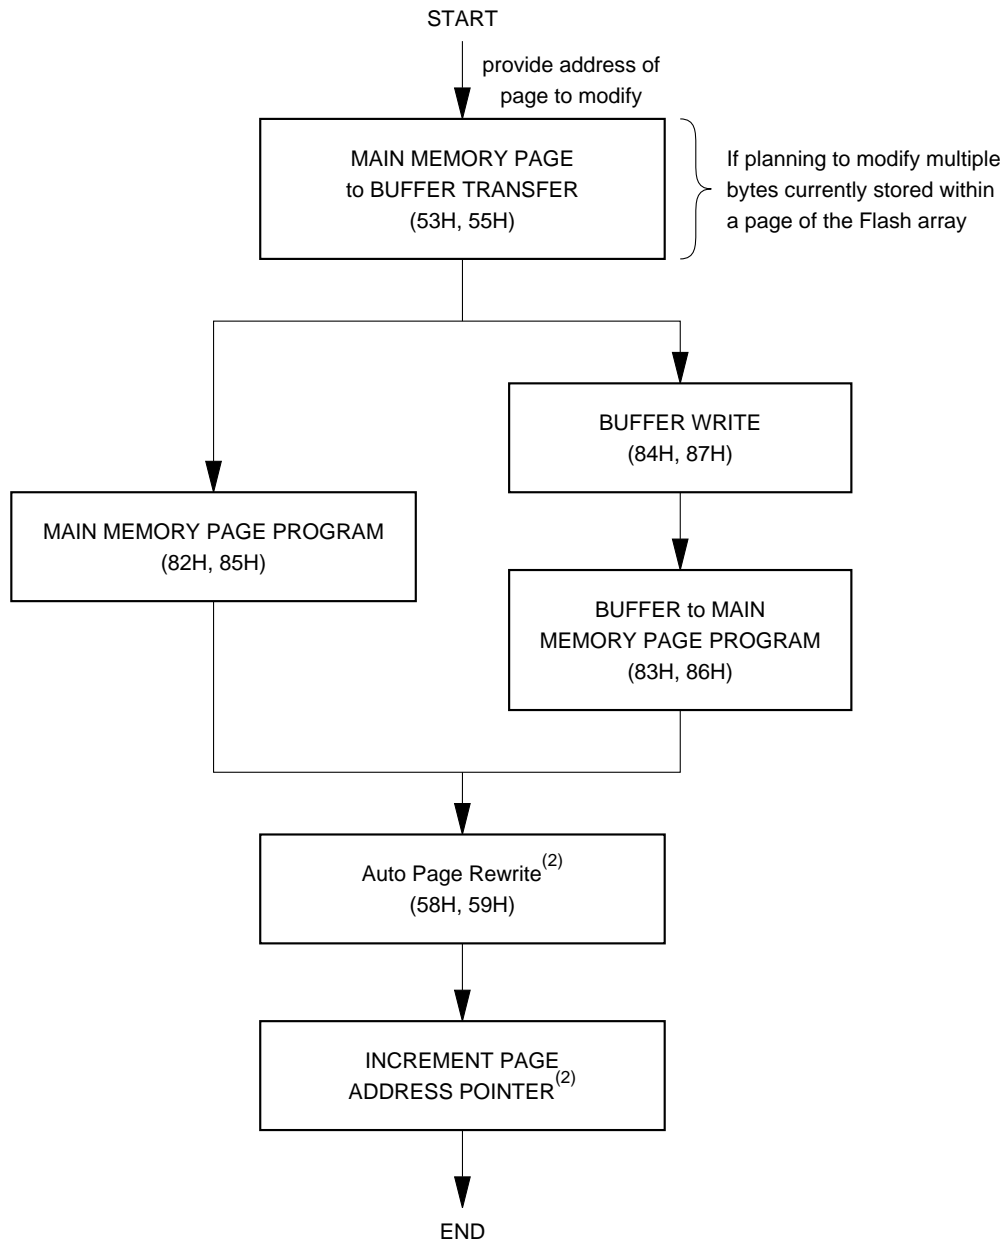 START
provide address of
page to modify
MAIN MEMORY PAGE
to BUFFER TRANSFER
(53H, 55H)
If planning to modify multiple
bytes currently stored within
a page of the Flash array
BUFFER WRITE
(84H, 87H)
MAIN MEMORY PAGE PROGRAM
(82H, 85H)
BUFFER to MAIN
MEMORY PAGE PROGRAM
(83H, 86H)
Auto Page Rewrite(2)
(58H, 59H)
INCREMENT PAGE
ADDRESS POINTER(2)
END